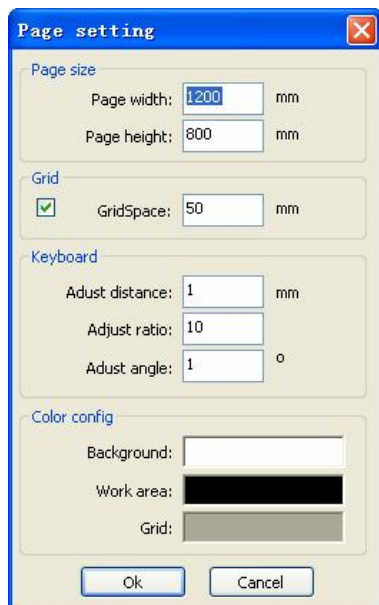 Page setting
Page size
Page width: 1200 mm
Page height: 800 mm
Grid
GridSpace: 50 mm
Keyboard
Adust distance: 1 mm
Adjust ratio: 10
Adust angle: 1 o
Color config
Background:
Work area:
Grid:
Ok Cancel